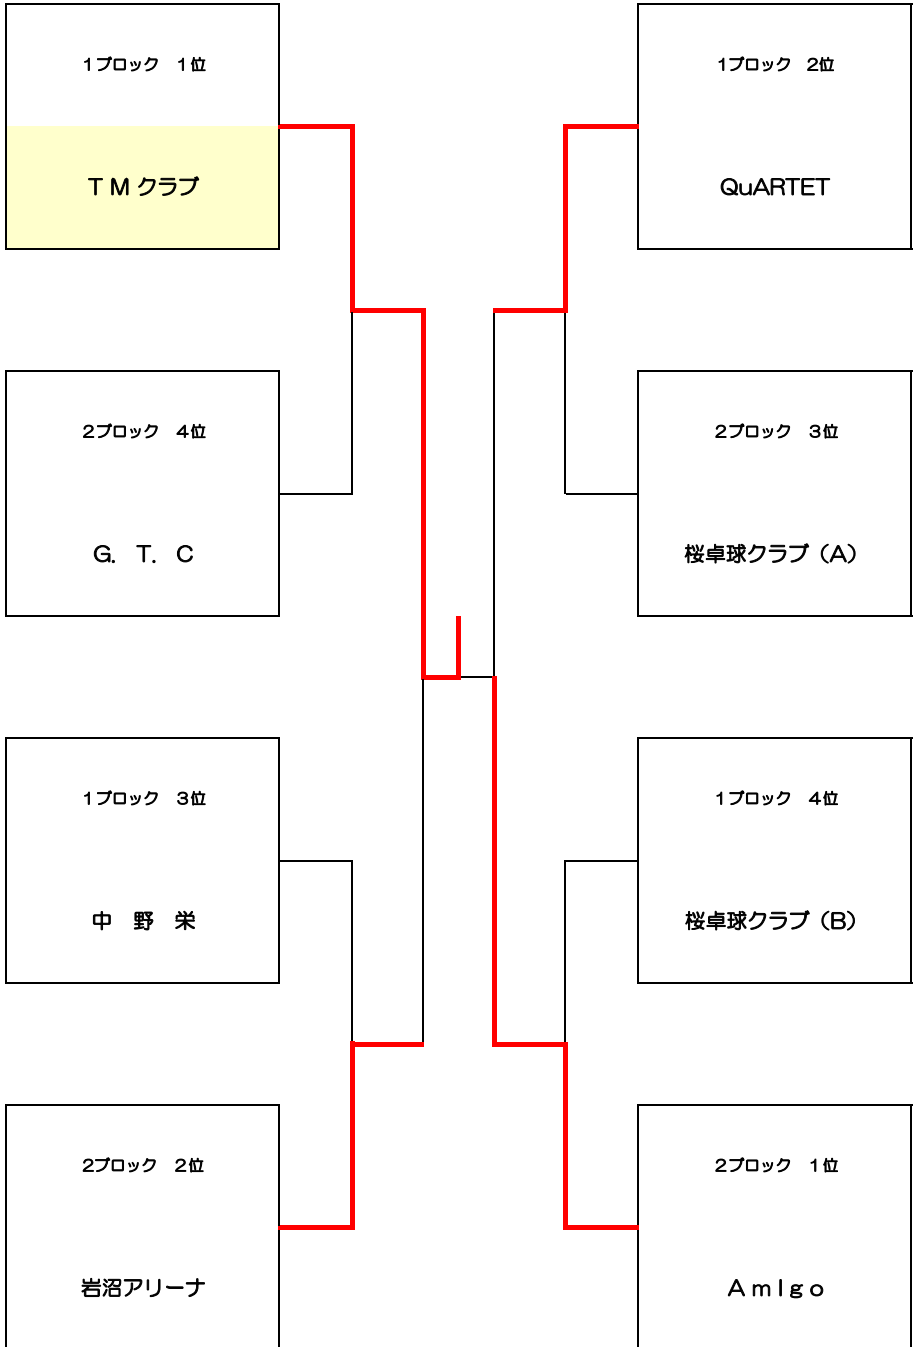 １ブロック　１位
ＴＭクラブ
２ブロック　４位
Ｇ．Ｔ．Ｃ
１ブロック　３位
中　野　栄
２ブロック　２位
岩沼アリーナ
１ブロック　２位
QuARTET
２ブロック　３位
桜卓球クラブ（A）
１ブロック　４位
桜卓球クラブ（B）
２ブロック　１位
ＡｍＩｇｏ